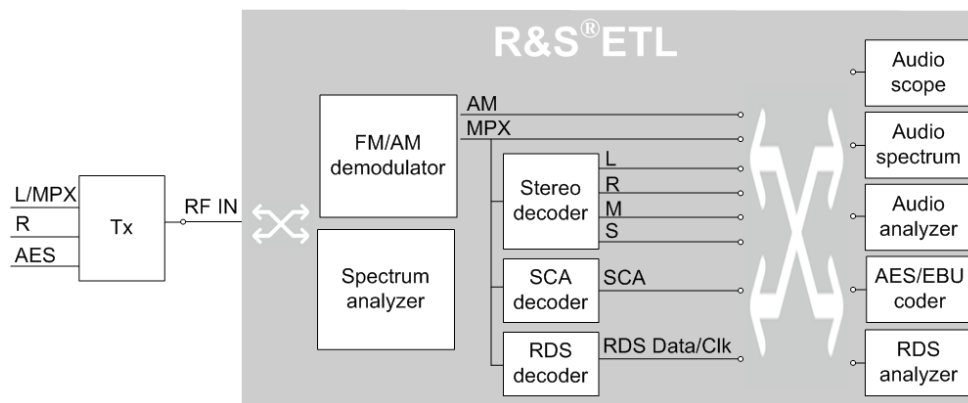 R&S®ETL
L/MPX
R
AES
Tx
RF IN
FM/AM
demodulator
Spectrum
analyzer
AM
MPX
Stereo
decoder
L
R
M
S
SCA
decoder
SCA
RDS
decoder
RDS Data/Clk
Audio
scope
Audio
spectrum
Audio
analyzer
AES/EBU
coder
RDS
analyzer